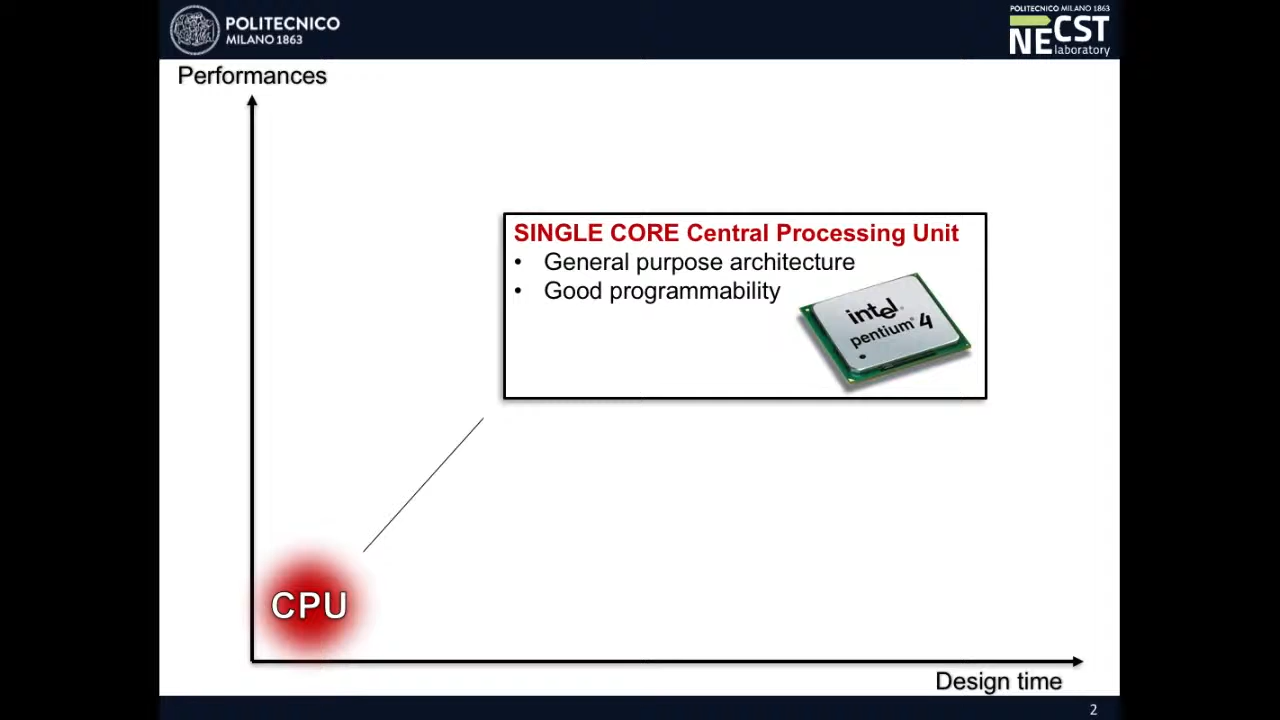 POLITECNICO
MILANO 1863
POLITECNICO MILANO 1863
NECST
laboratory
Performances
SINGLE CORE Central Processing Unit
• General purpose architecture
• Good programmability
intel
pentium 4
CPU
Design time
2